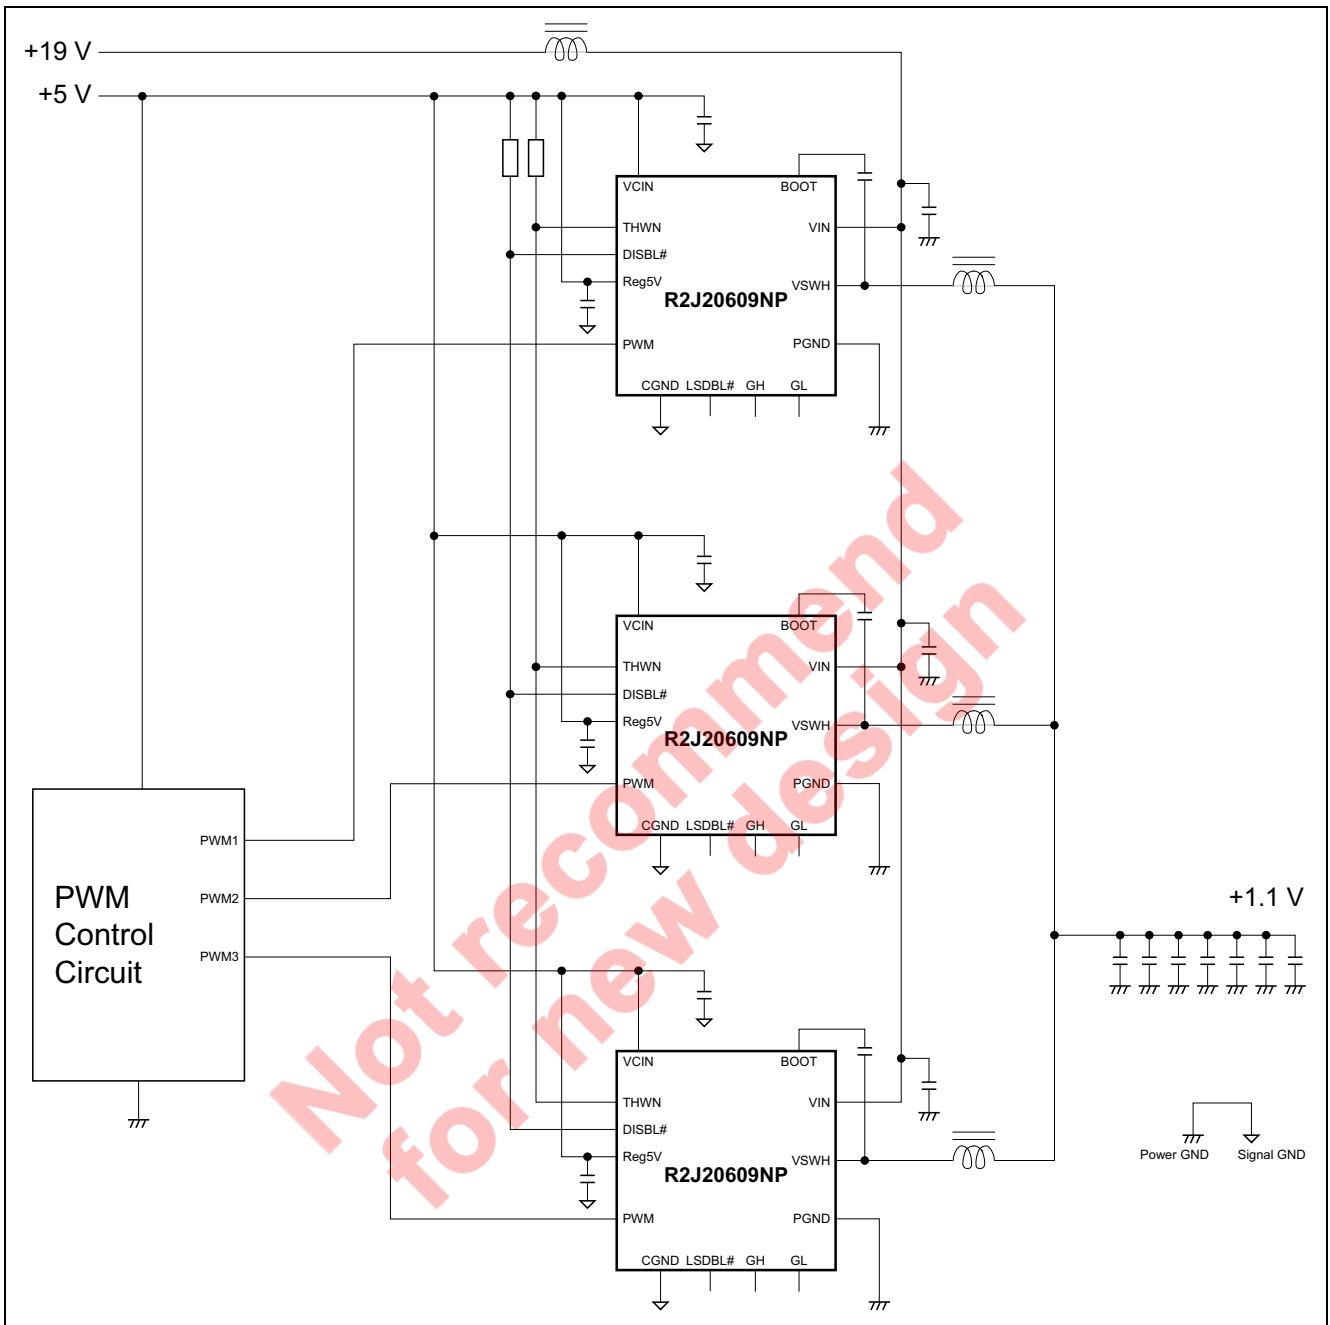 +19 V
+5 V
VCIN
BOOT
THWN
VIN
DISBL#
Reg5V
VSWH
R2J20609NP
PWM
PGND
CGND LSDBL# GH GL
VCIN
BOOT
THWN
VIN
DISBL#
Reg5V
VSWH
R2J20609NP
PWM
PGND
CGND LSDBL# GH GL
PWM
Control
Circuit
PWM1
PWM2
PWM3
+1.1 V
VCIN
BOOT
THWN
VIN
DISBL#
Reg5V
VSWH
R2J20609NP
PWM
PGND
CGND LSDBL# GH GL
Power GND
Signal GND
Not recommend
for new design